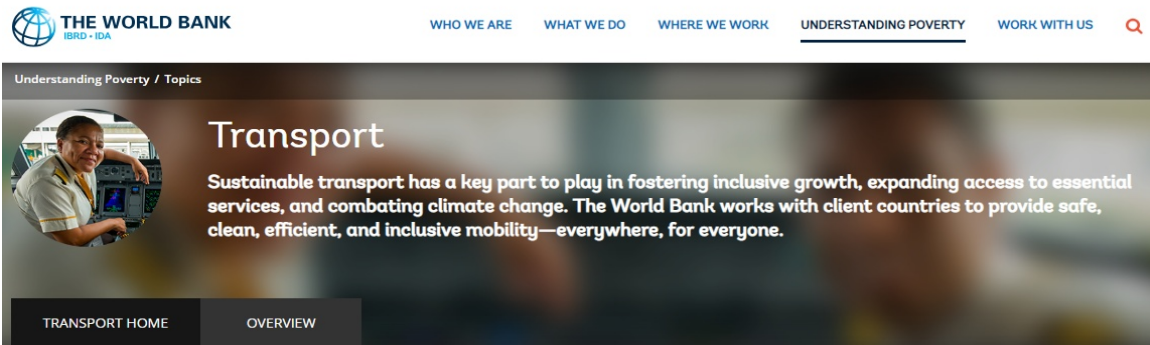 THE WORLD BANK
IBRD • IDA
WHO WE ARE
WHAT WE DO
WHERE WE WORK
UNDERSTANDING POVERTY
WORK WITH US
Understanding Poverty / Topics
Transport
Sustainable transport has a key part to play in fostering inclusive growth, expanding access to essential
services, and combating climate change. The World Bank works with client countries to provide safe,
clean, efficient, and inclusive mobility—everywhere, for everyone.
TRANSPORT HOME
OVERVIEW